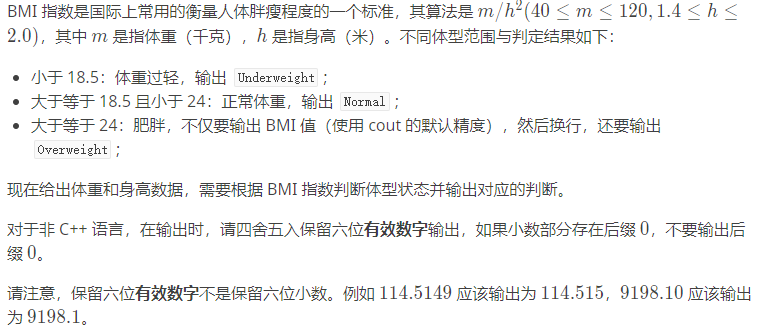 BMI 指数是国际上常用的衡量人体胖瘦程度的一个标准，其算法是 m/h²(40 ≤ m ≤ 120, 1.4 ≤ h ≤
2.0)，其中 m 是指体重（千克），h 是指身高（米）。不同体型范围与判定结果如下：
• 小于 18.5：体重过轻，输出 Underweight；
• 大于等于 18.5 且小于 24：正常体重，输出 Normal；
• 大于等于 24：肥胖，不仅要输出 BMI 值（使用 cout 的默认精度），然后换行，还要输出
Overweight；
现在给出体重和身高数据，需要根据 BMI 指数判断体型状态并输出对应的判断。
对于非 C++ 语言，在输出时，请四舍五入保留六位有效数字输出，如果小数部分存在后缀 0，不要输出后
缀 0。
请注意，保留六位有效数字不是保留六位小数。例如 114.5149 应该输出为 114.515，9198.10 应该输出
为 9198.1。